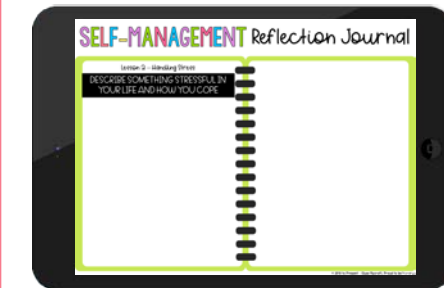 SELF-MANAGEMENT Reflection Journal
Lesson 2 - Handling Stress
DESCRIBE SOMETHING STRESSFUL IN
YOUR LIFE AND HOW YOU COPE